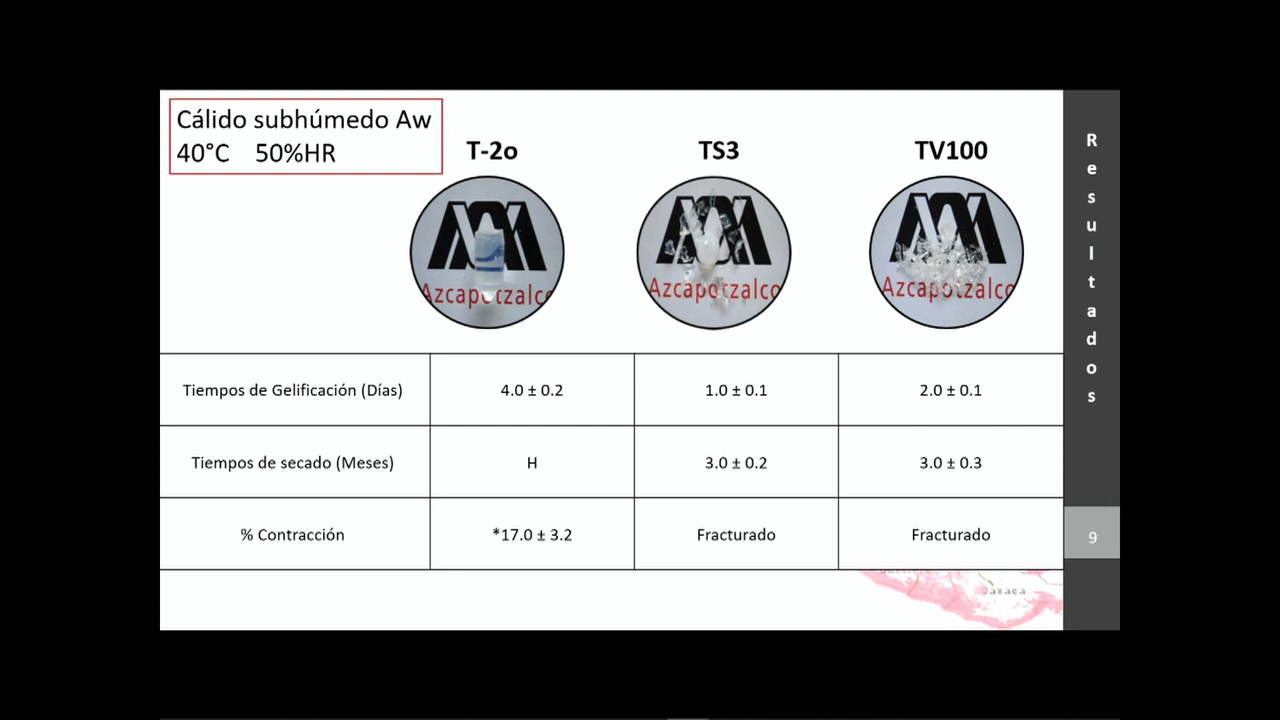 Cálido subhúmedo Aw
40°C 50%HR
T-2o
TS3
TV100
Azcapotzalco
Azcapotzalco
Azcapotzalco
Tiempos de Gelificación (Días)
4.0 ± 0.2
1.0 ± 0.1
2.0 ± 0.1
Tiempos de secado (Meses)
H
3.0 ± 0.2
3.0 ± 0.3
% Contracción
*17.0 ± 3.2
Fracturado
Fracturado
Oaxaca
Resultados
9